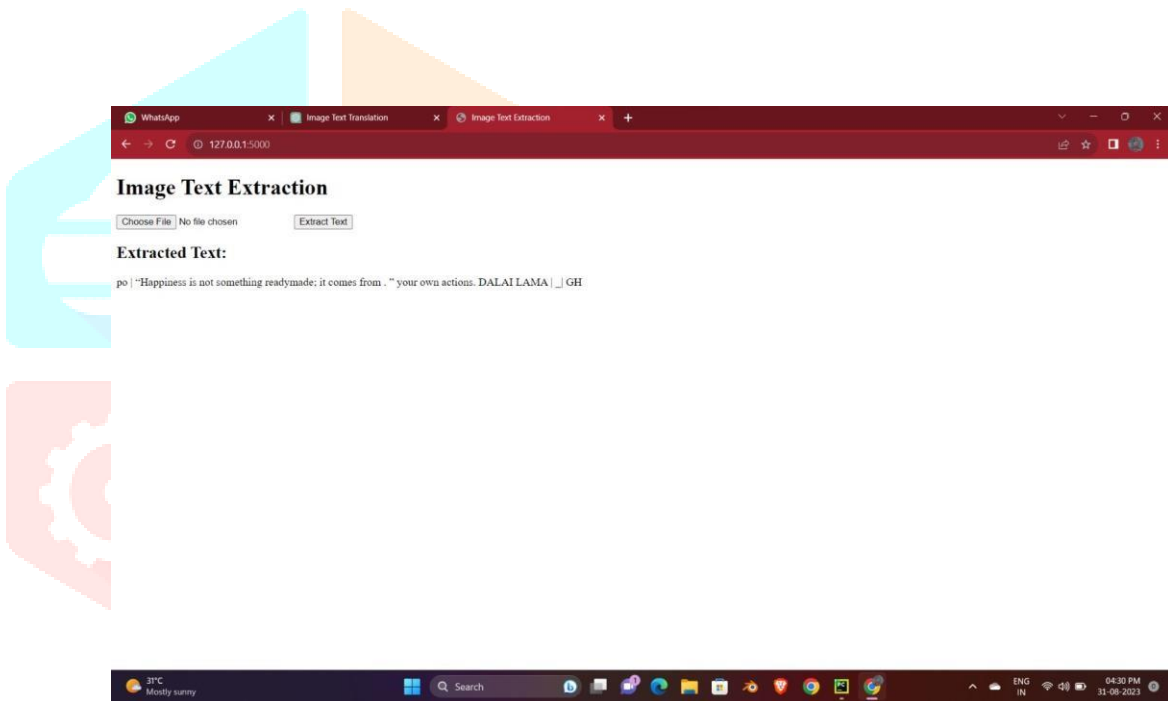 WhatsApp Image Text Translation Image Text Extraction
127.0.0.1:5000
Image Text Extraction
Choose File No file chosen Extract Text
Extracted Text:
po | “Happiness is not something readymade; it comes from . ” your own actions. DALAI LAMA | _| GH
31°C
Mostly sunny
Search
ENG
IN
04:30 PM
31-08-2023